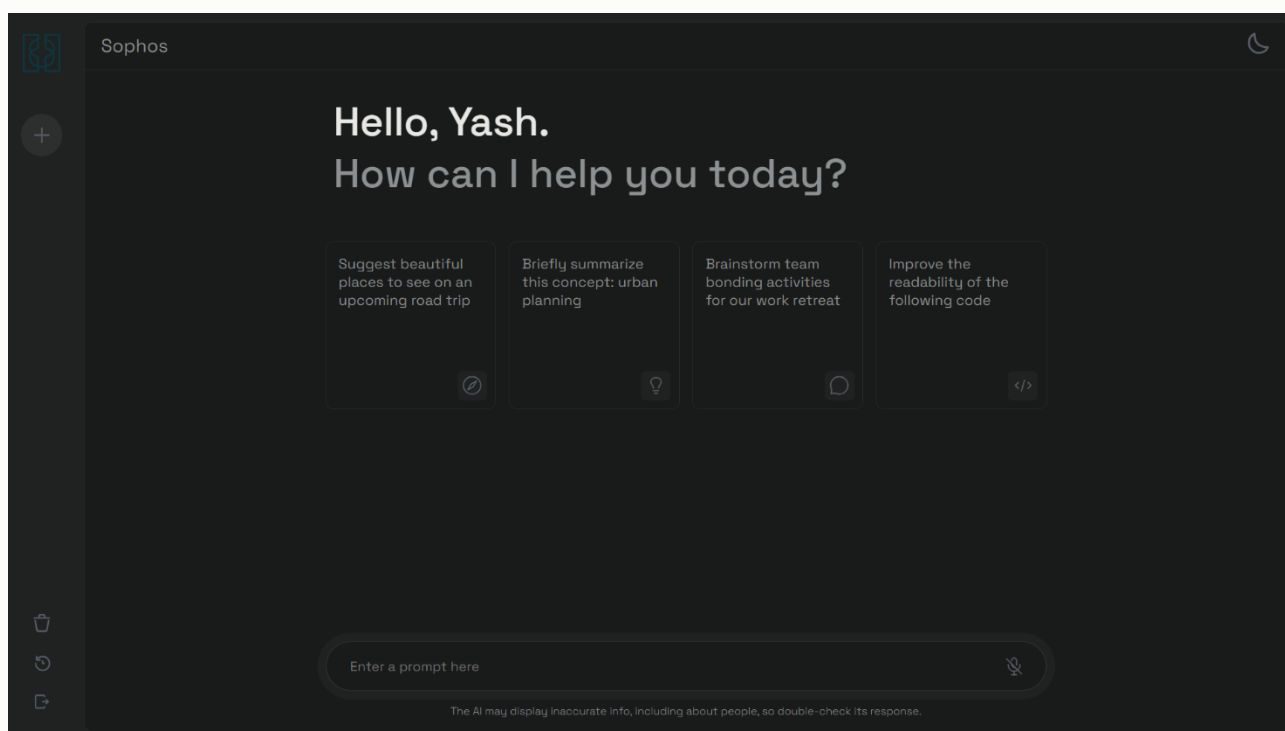 Sophos
Hello, Yash.
How can I help you today?
Suggest beautiful
places to see on an
upcoming road trip
Briefly summarize
this concept: urban
planning
Brainstorm team
bonding activities
for our work retreat
Improve the
readability of the
following code
</>
Enter a prompt here
The AI may display inaccurate info, including about people, so double-check its response.